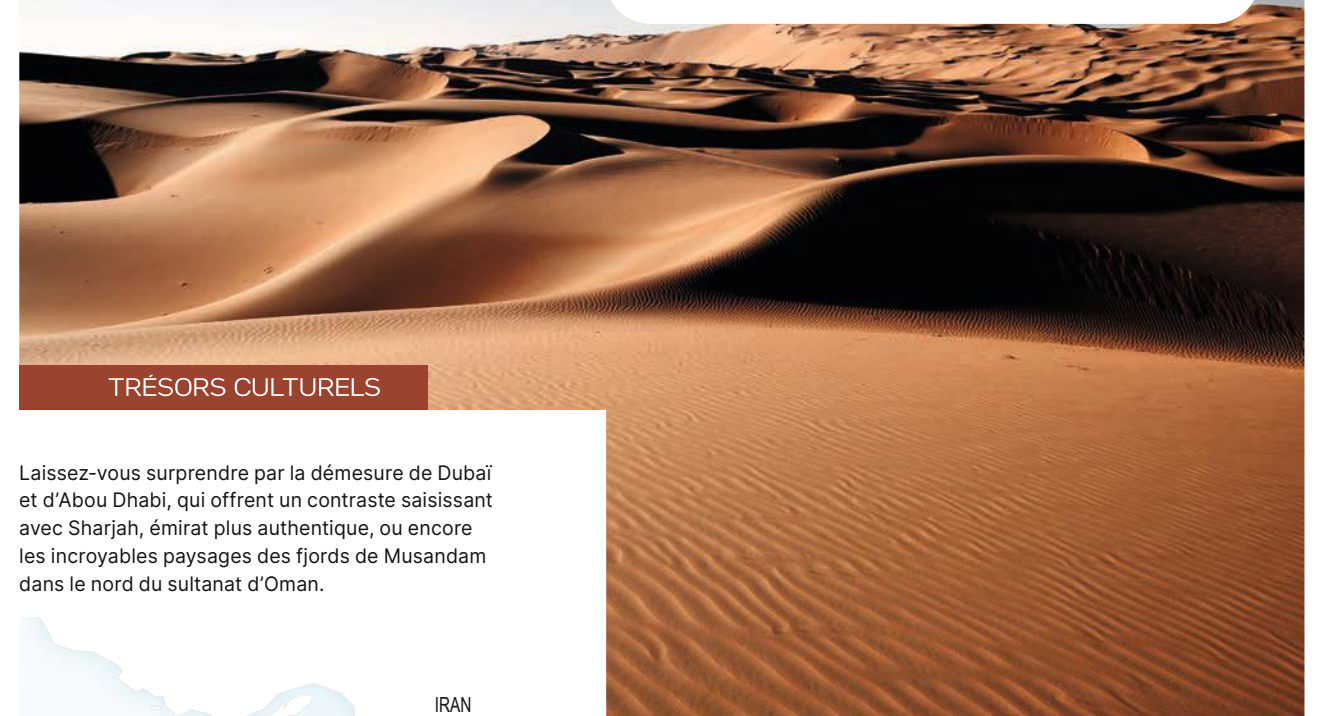 TRÉSORS CULTURELS
Laissez-vous surprendre par la démesure de Dubaï
et d’Abou Dhabi, qui offrent un contraste saisissant
avec Sharjah, émirat plus authentique, ou encore
les incroyables paysages des fjords de Musandam
dans le nord du sultanat d’Oman.
IRAN